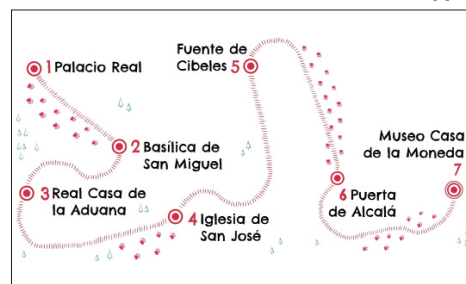 1 Palacio Real
2 Basílica de
San Miguel
3 Real Casa de
la Aduana
4 Iglesia de
San José
Fuente de
Cibeles 5
6 Puerta
de Alcalá
Museo Casa
de la Moneda
7